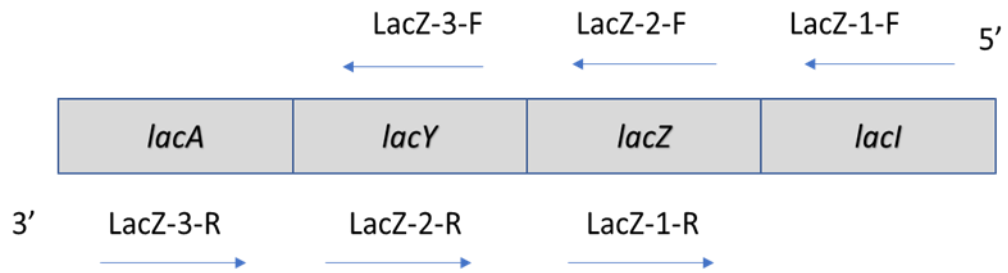 LacZ-3-F LacZ-2-F LacZ-1-F 5’
lacA lacY lacZ lacI
3’ LacZ-3-R LacZ-2-R LacZ-1-R